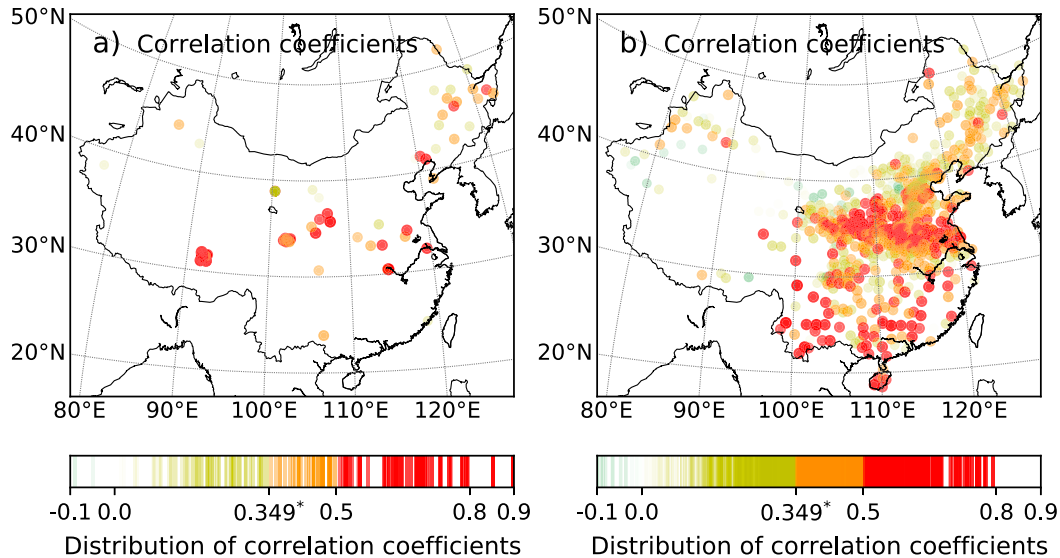 50°N
40°N
30°N
20°N
a) Correlation coefficients
80°E 90°E 100°E 110°E 120°E
-0.1 0.0 0.349* 0.5 0.8 0.9
Distribution of correlation coefficients
50°N
40°N
30°N
20°N
b) Correlation coefficients
80°E 90°E 100°E 110°E 120°E
-0.1 0.0 0.349* 0.5 0.8 0.9
Distribution of correlation coefficients